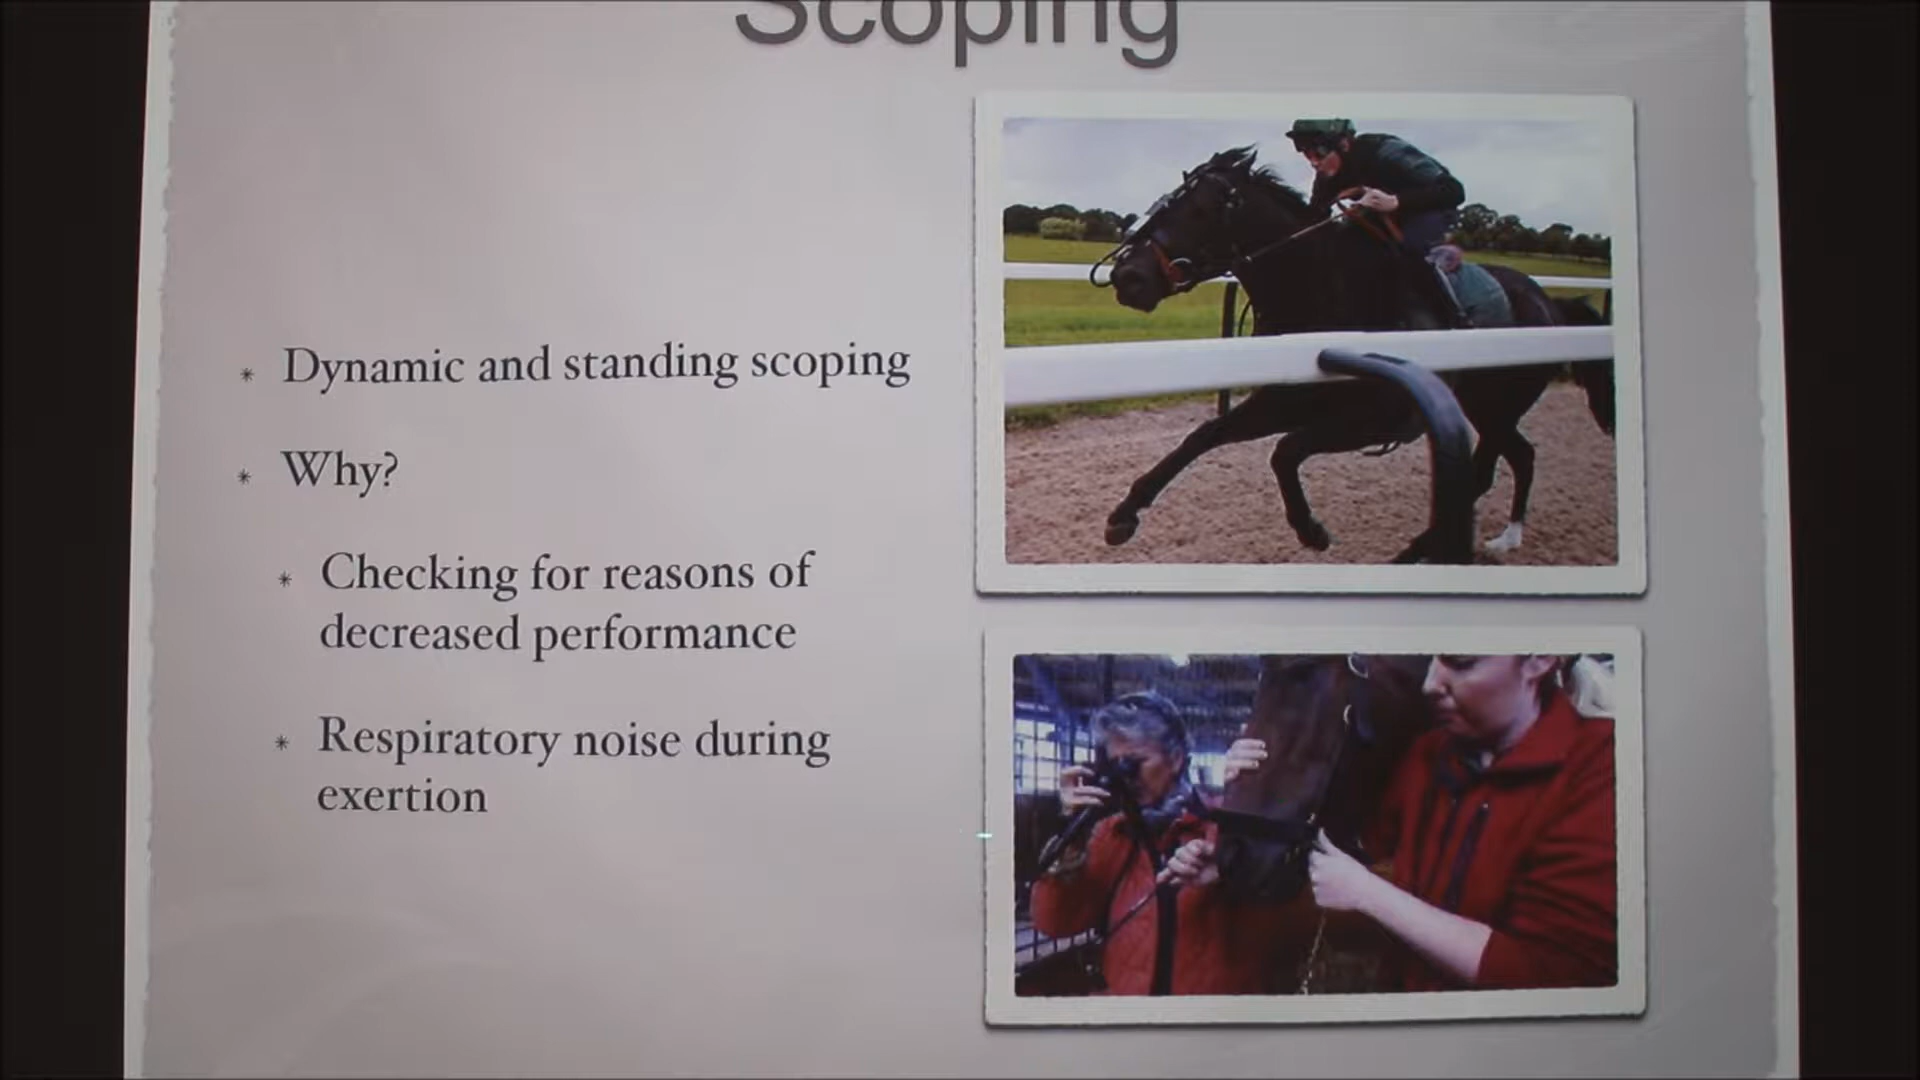 Scoping
* Dynamic and standing scoping
* Why?
* Checking for reasons of
decreased performance
* Respiratory noise during
exertion